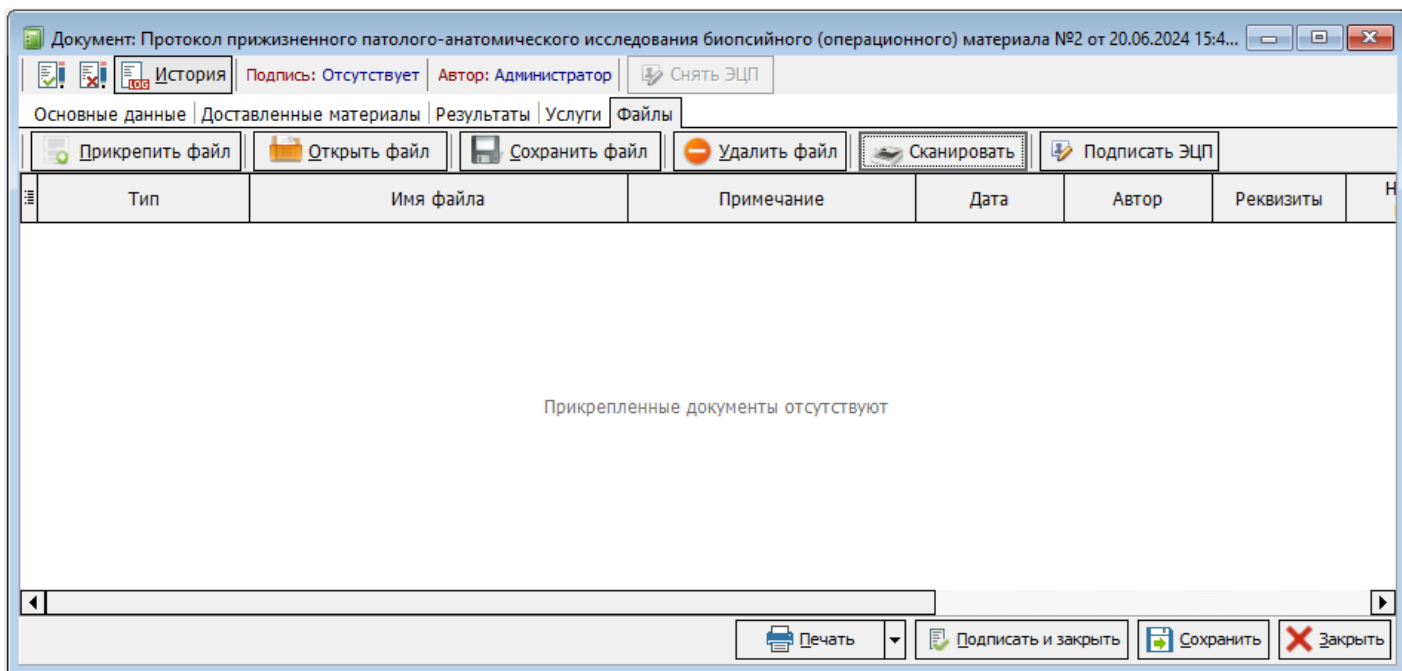 Документ: Протокол прижизненного патолого-анатомического исследования биопсийного (операционного) материала №2 от 20.06.2024 15:4...
LOG История Подпись: Отсутствует Автор: Администратор Снять ЭЦП
Основные данные Доставленные материалы Результаты Услуги Файлы
Прикрепить файл Открыть файл Сохранить файл Удалить файл Сканировать Подписать ЭЦП
Тип Имя файла Примечание Дата Автор Реквизиты Н
Прикрепленные документы отсутствуют
Печать Подписать и закрыть Сохранить Закрыть